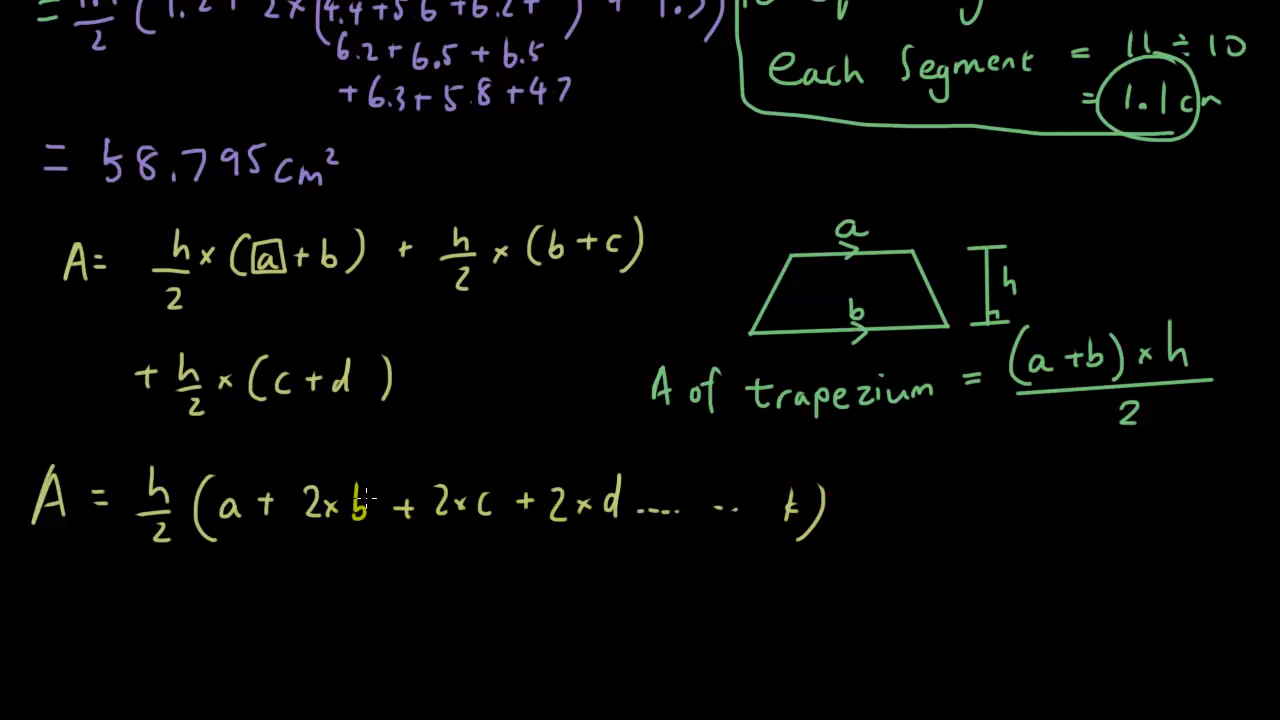 2
6.2 + 6.5 + 6.5
+ 6.3 + 5.8 + 4.7
each segment = 11 ÷ 10
= 1.1 cm
= 58.795 cm²
A = h/2 × (a + b) + h/2 × (b + c)
+ h/2 × (c + d)
a
b
h
A of trapezium = (a + b) × h / 2
A = h/2 (a + 2×b + 2×c + 2×d .... .. k)